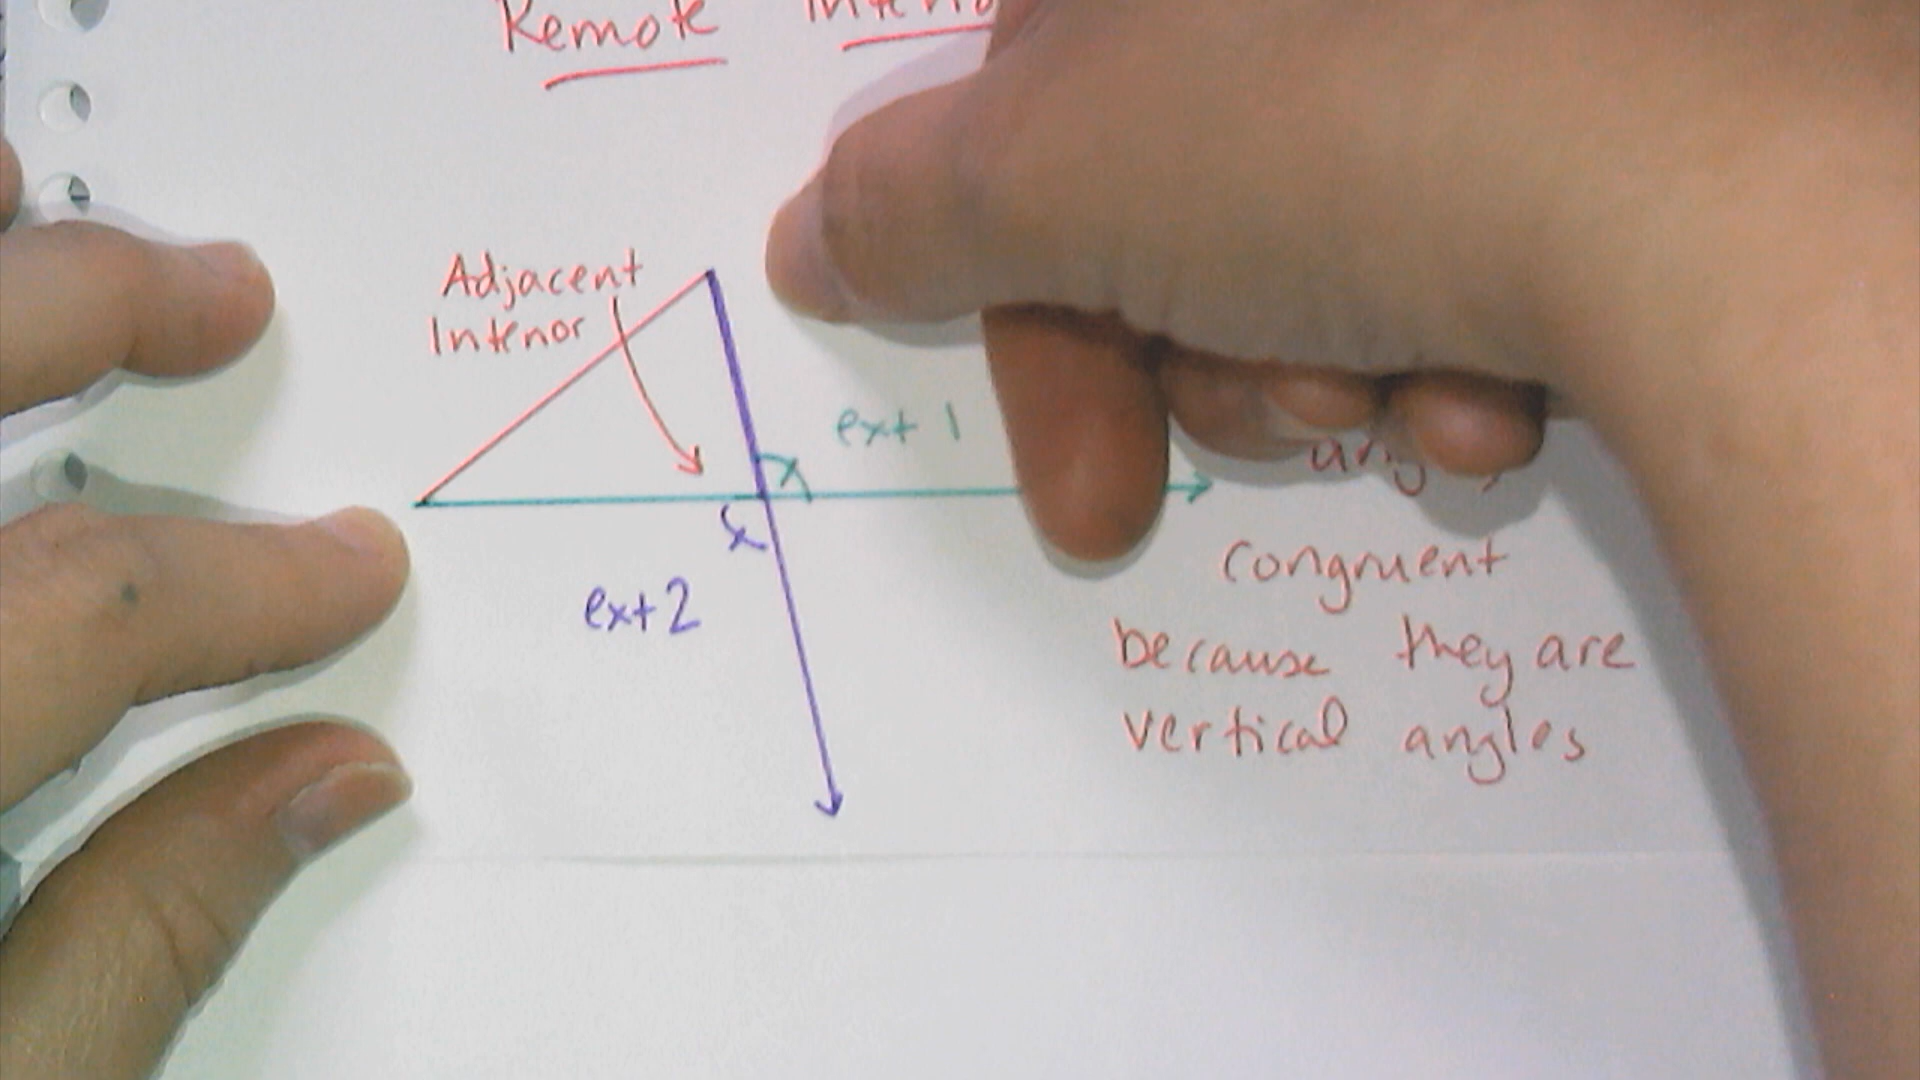 Remote
Adjacent
Interior
ext 1
ext 2
congruent
because they are
vertical angles